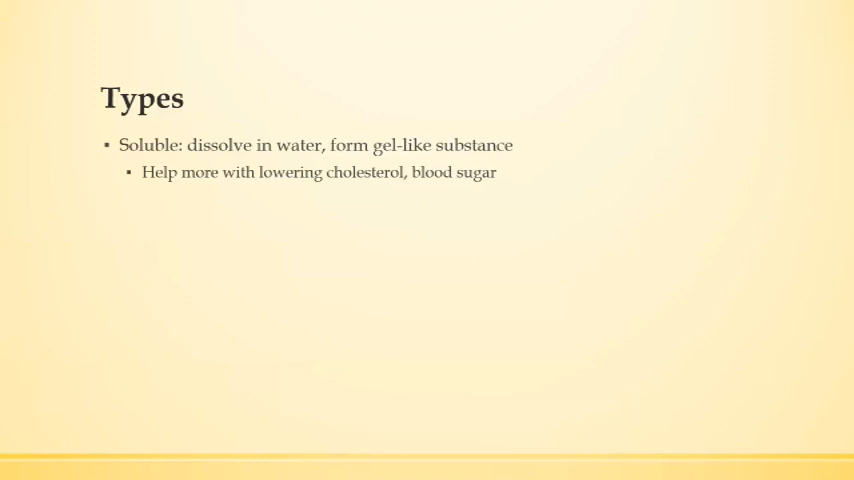 Types
▪ Soluble: dissolve in water, form gel-like substance
▪ Help more with lowering cholesterol, blood sugar